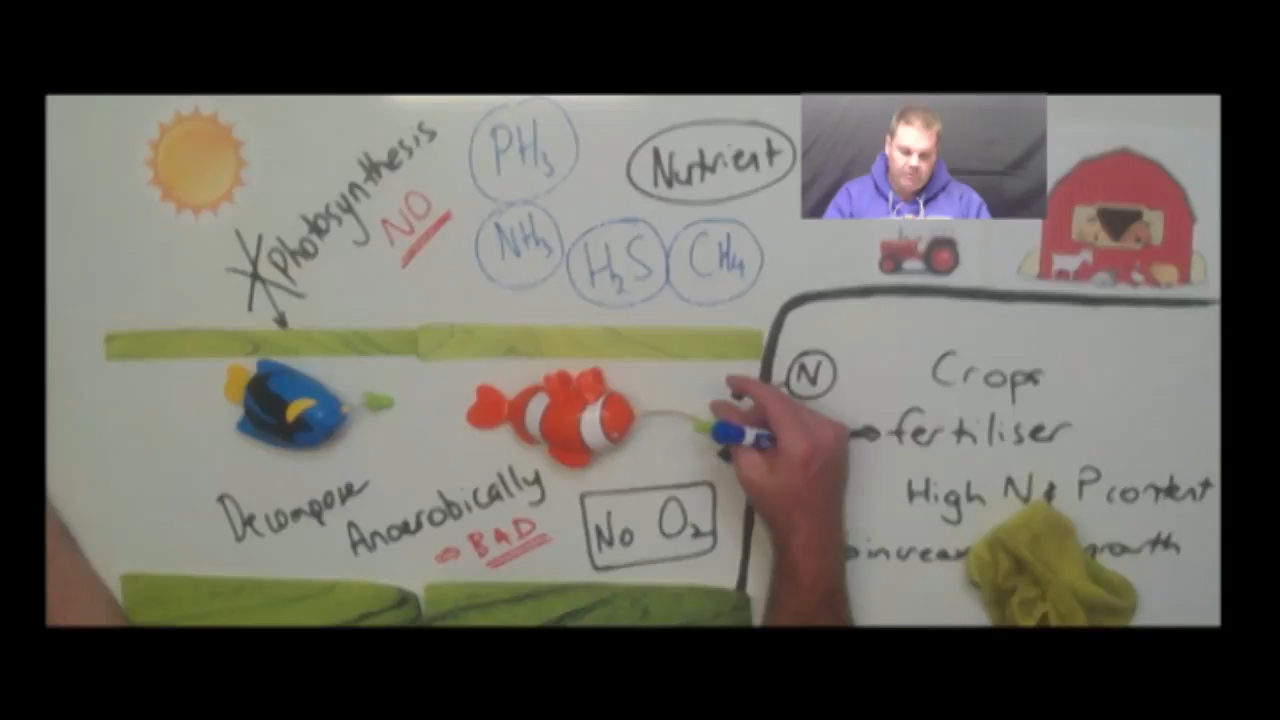 Photosynthesis
NO
PH3
NH3
H2S
CH4
Nutrient
Decompose
Anaerobically
⇒ BAD
No O2
N
Crops
→ fertiliser
High N & P content